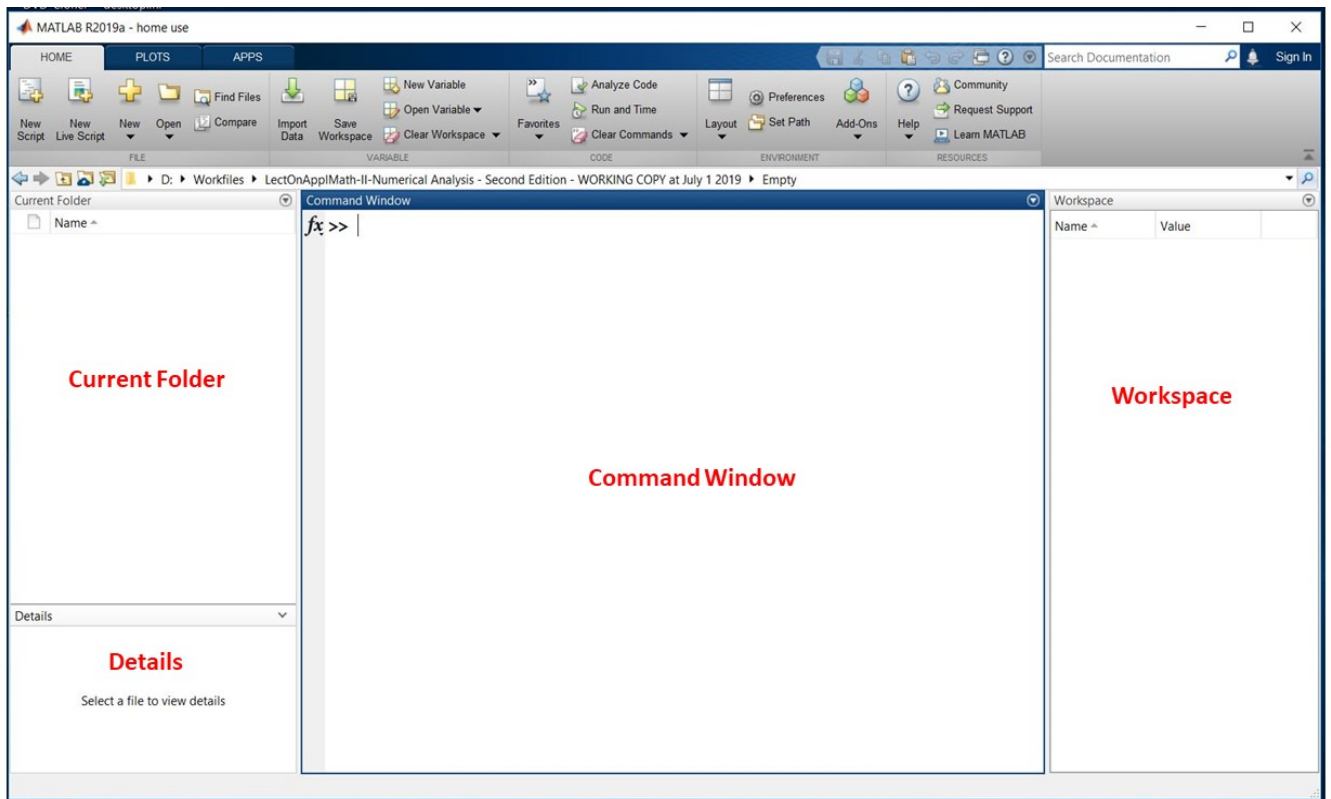 MATLAB R2019a - home use
HOME PLOTS APPS
Search Documentation
Sign In
New Script
New Live Script
New
Open
Find Files
Compare
Import Data
Save Workspace
New Variable
Open Variable
Clear Workspace
Favorites
Analyze Code
Run and Time
Clear Commands
Layout
Preferences
Set Path
Add-Ons
Help
Community
Request Support
Learn MATLAB
FILE VARIABLE CODE ENVIRONMENT RESOURCES
D: Workfiles LectOnApplMath-II-Numerical Analysis - Second Edition - WORKING COPY at July 1 2019 Empty
Current Folder
Name
Current Folder
Details
Details
Select a file to view details
Command Window
fx >>
Command Window
Workspace
Name Value
Workspace